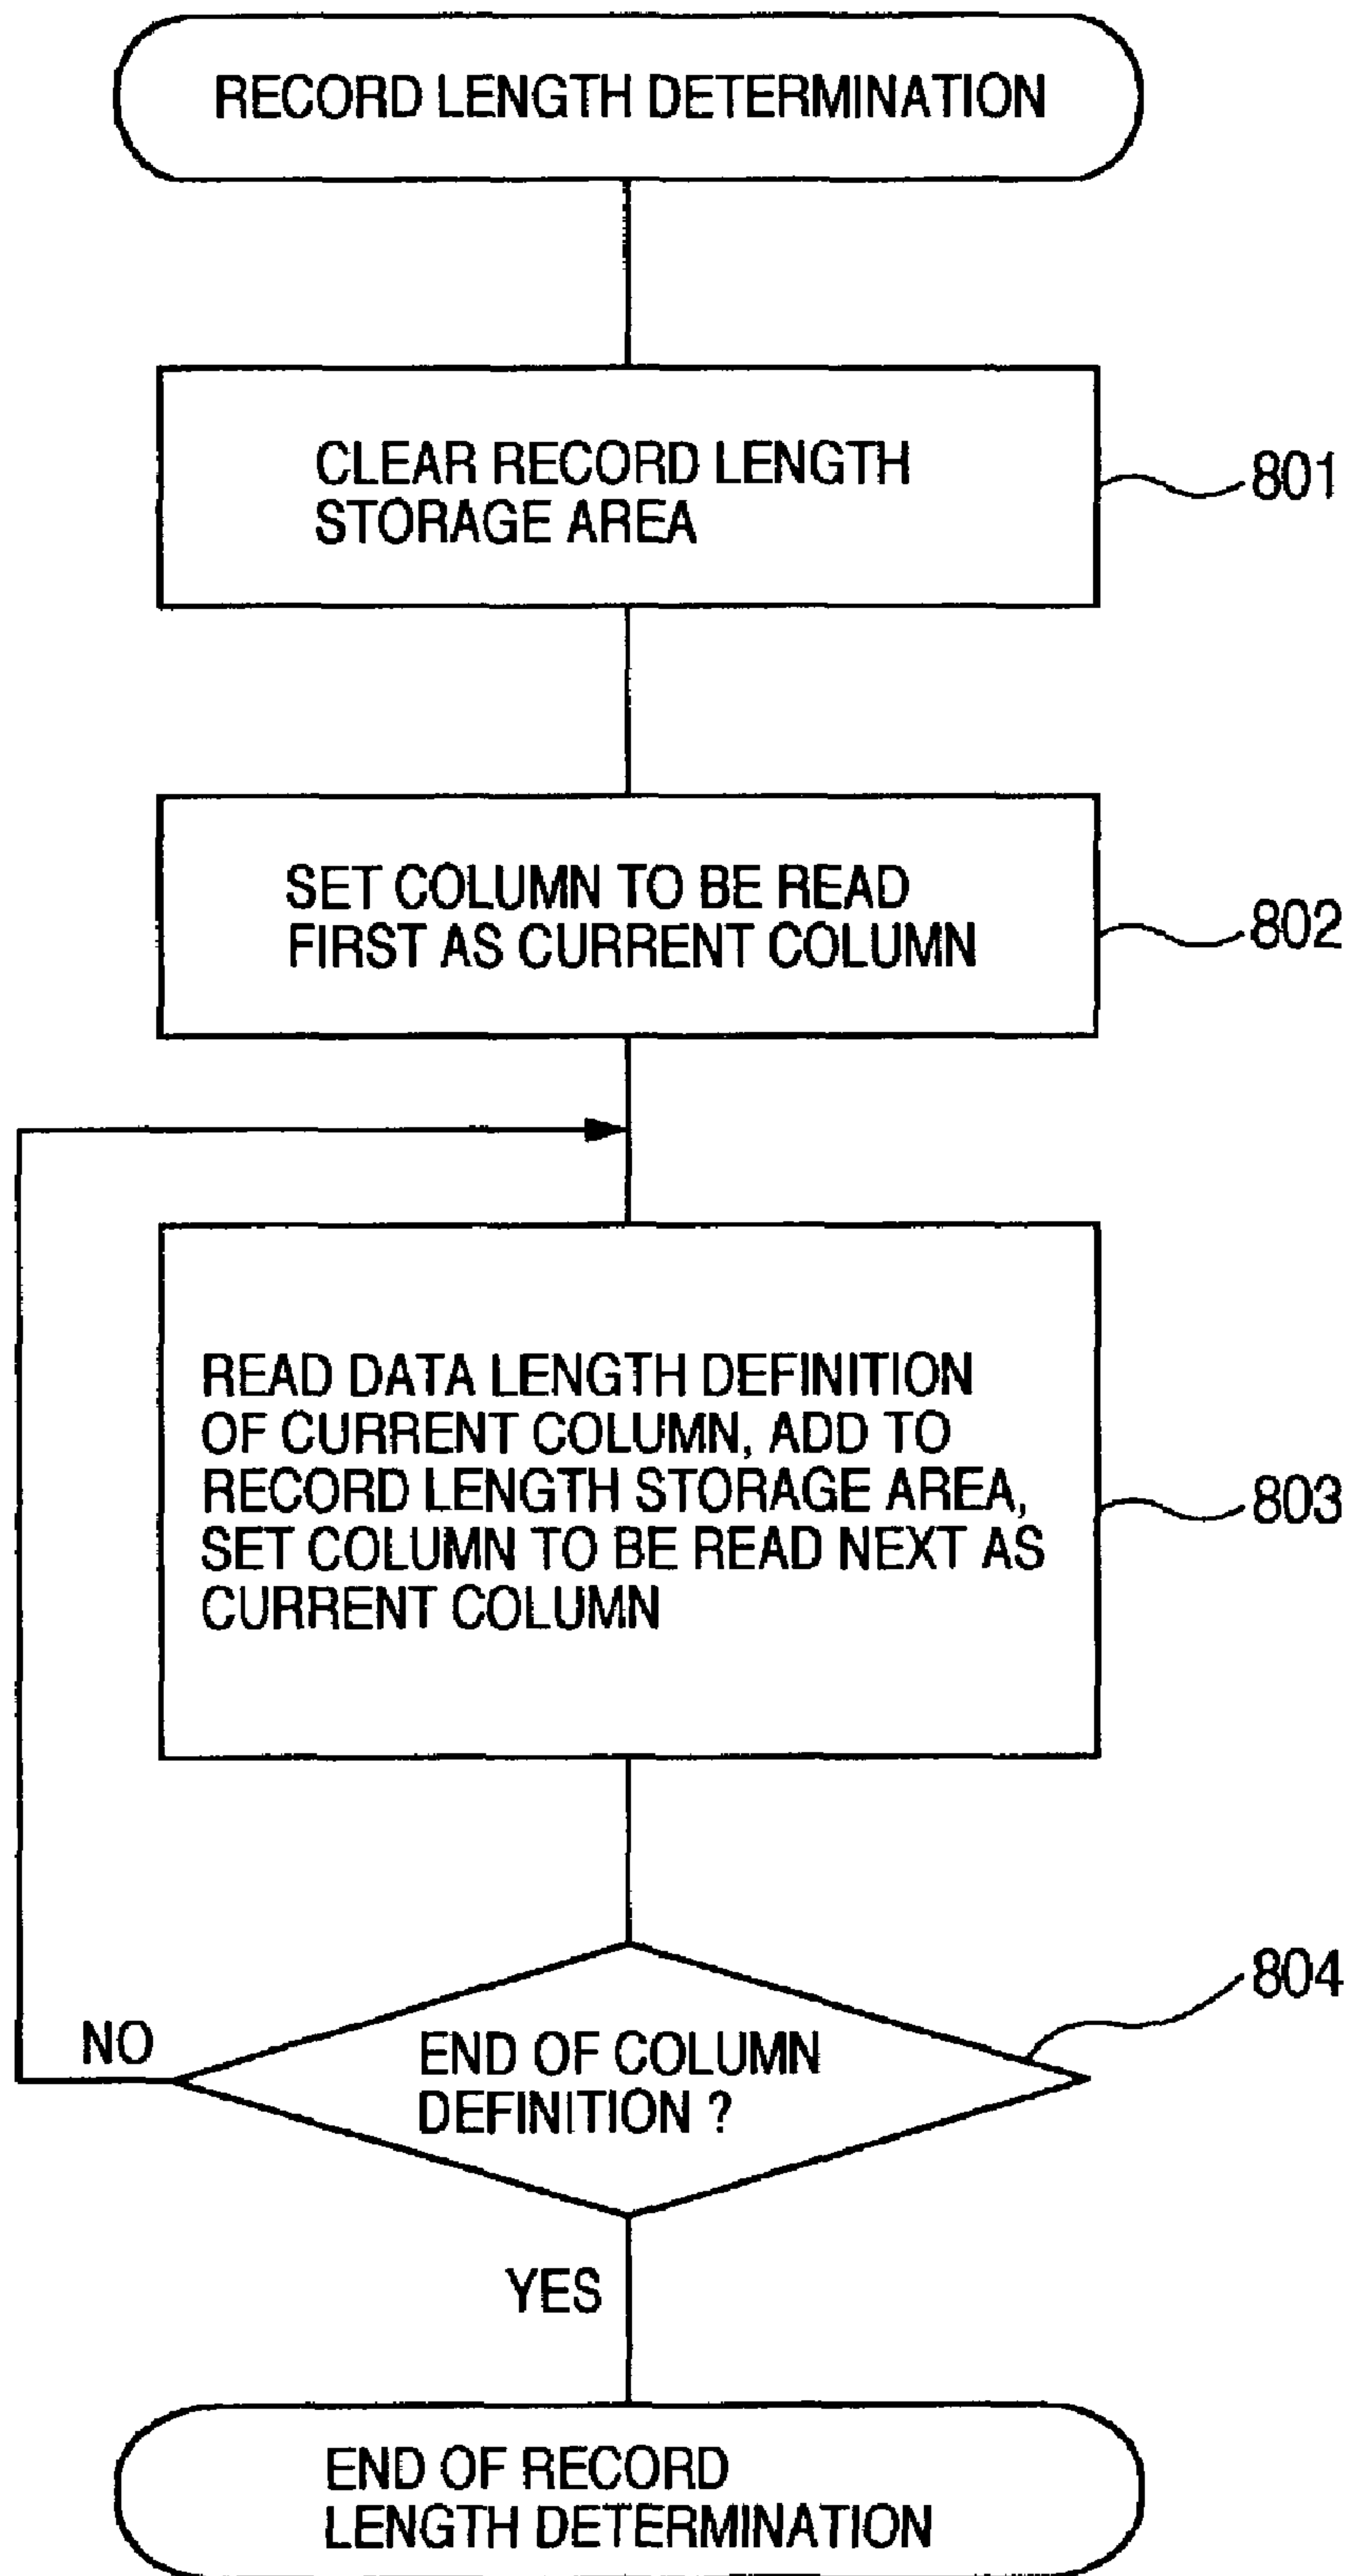 RECORD LENGTH DETERMINATION
CLEAR RECORD LENGTH
STORAGE AREA
801
SET COLUMN TO BE READ
FIRST AS CURRENT COLUMN
802
READ DATA LENGTH DEFINITION
OF CURRENT COLUMN, ADD TO
RECORD LENGTH STORAGE AREA,
SET COLUMN TO BE READ NEXT AS
CURRENT COLUMN
803
804
NO
END OF COLUMN
DEFINITION ?
YES
END OF RECORD
LENGTH DETERMINATION